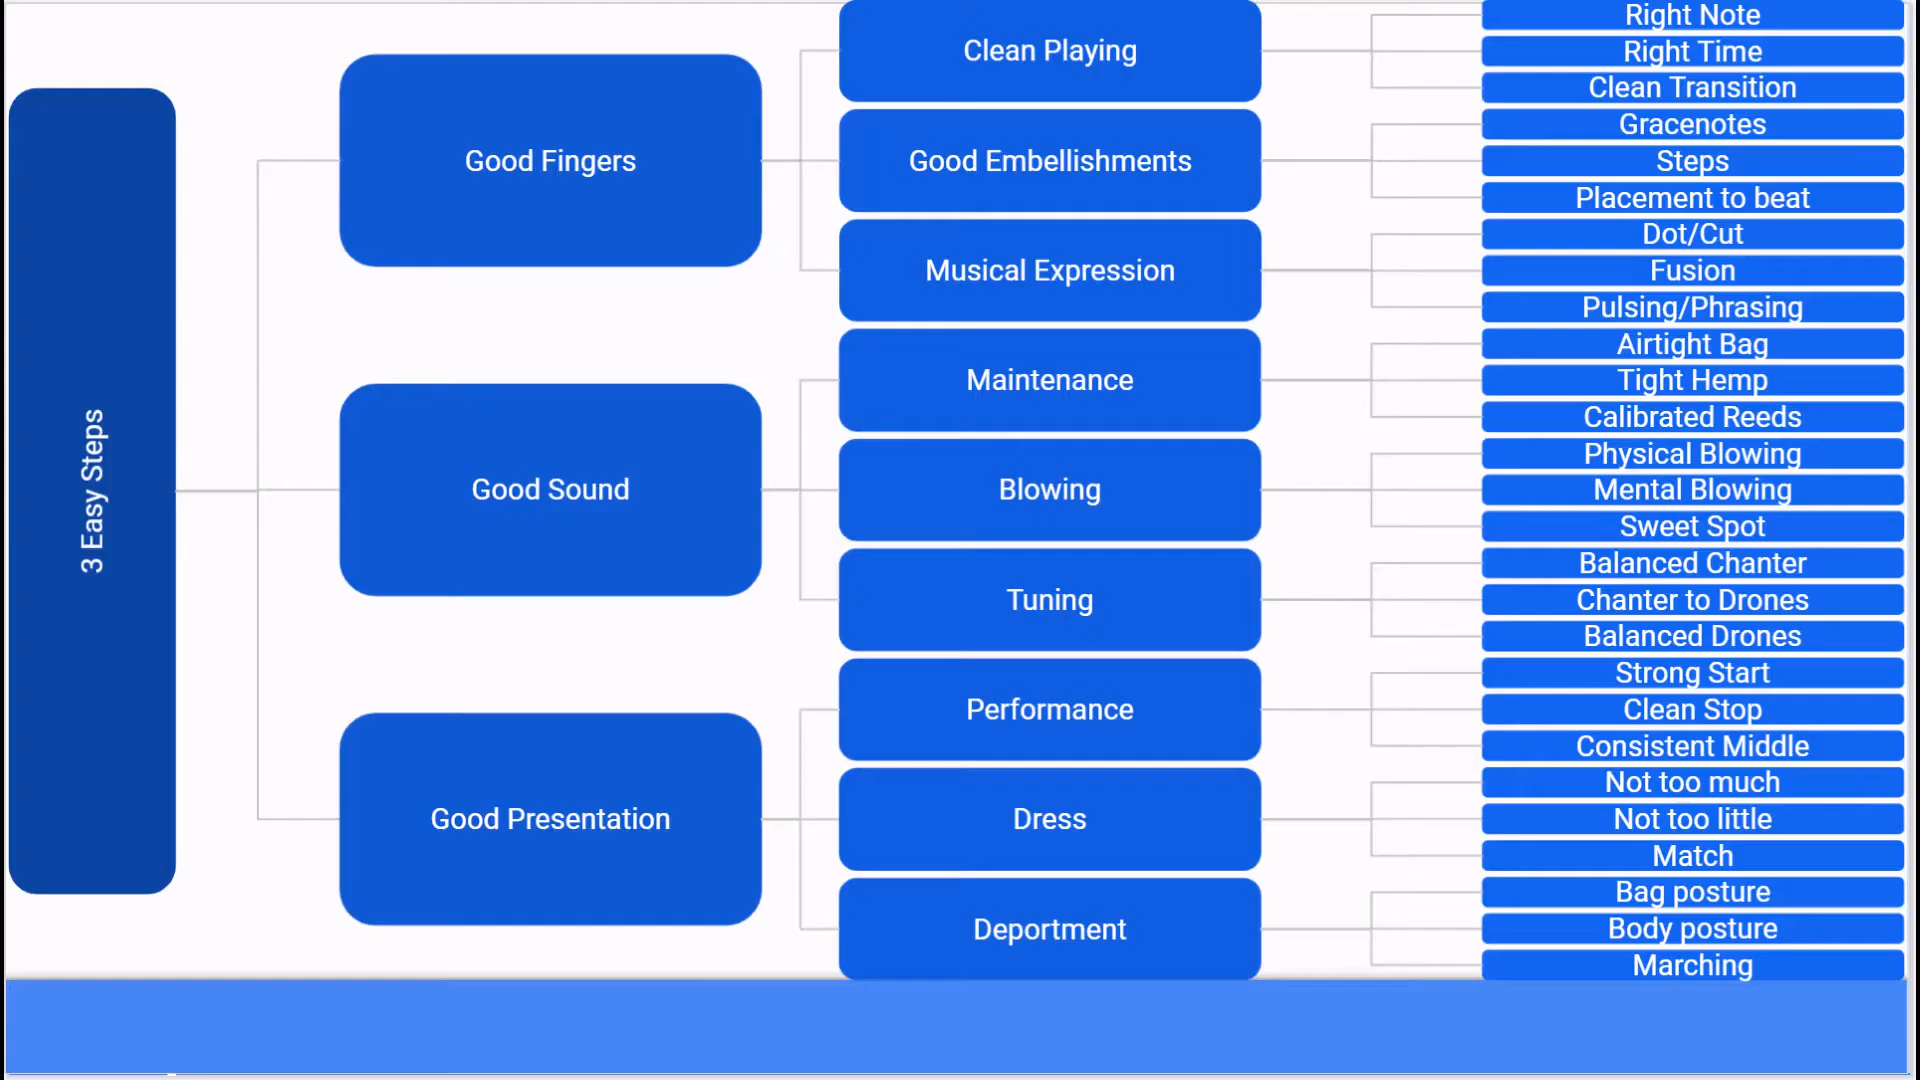 3 Easy Steps
Good Fingers
Clean Playing
Right Note
Right Time
Clean Transition
Good Embellishments
Gracenotes
Steps
Placement to beat
Musical Expression
Dot/Cut
Fusion
Pulsing/Phrasing
Good Sound
Maintenance
Airtight Bag
Tight Hemp
Calibrated Reeds
Blowing
Physical Blowing
Mental Blowing
Sweet Spot
Tuning
Balanced Chanter
Chanter to Drones
Balanced Drones
Good Presentation
Performance
Strong Start
Clean Stop
Consistent Middle
Dress
Not too much
Not too little
Match
Deportment
Bag posture
Body posture
Marching